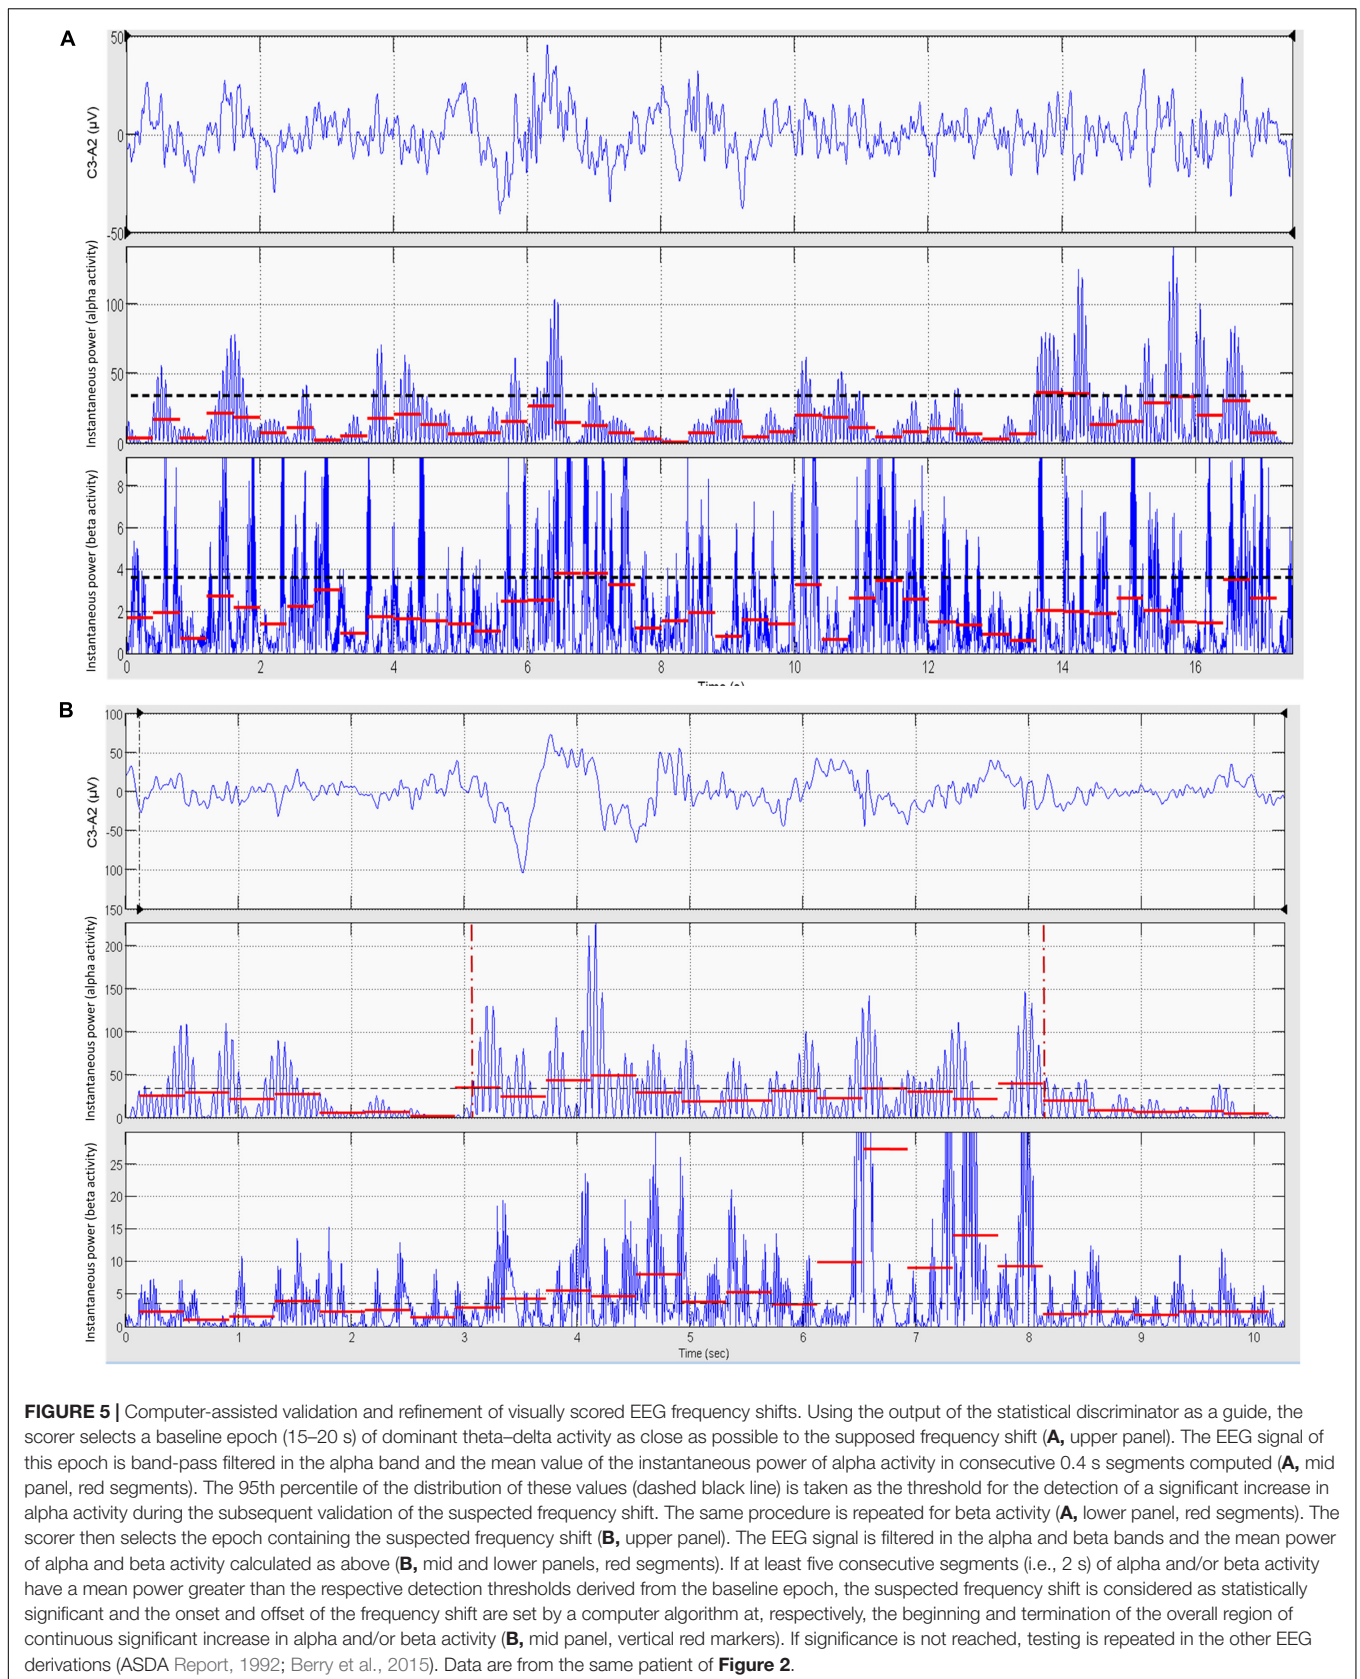 A
50
0
-50
C3-A2 (µV)
100
50
0
Instantaneous power (alpha activity)
8
6
4
2
0
Instantaneous power (beta activity)
0 2 4 6 8 10 12 14 16
Time (s)
B
100
50
0
-50
100
150
C3-A2 (µV)
200
150
100
50
0
Instantaneous power (alpha activity)
25
20
15
10
5
0
Instantaneous power (beta activity)
0 1 2 3 4 5 6 7 8 9 10
Time (sec)
FIGURE 5 | Computer-assisted validation and refinement of visually scored EEG frequency shifts. Using the output of the statistical discriminator as a guide, the
scorer selects a baseline epoch (15–20 s) of dominant theta–delta activity as close as possible to the supposed frequency shift (A, upper panel). The EEG signal of
this epoch is band-pass filtered in the alpha band and the mean value of the instantaneous power of alpha activity in consecutive 0.4 s segments computed (A, mid
panel, red segments). The 95th percentile of the distribution of these values (dashed black line) is taken as the threshold for the detection of a significant increase in
alpha activity during the subsequent validation of the suspected frequency shift. The same procedure is repeated for beta activity (A, lower panel, red segments). The
scorer then selects the epoch containing the suspected frequency shift (B, upper panel). The EEG signal is filtered in the alpha and beta bands and the mean power
of alpha and beta activity calculated as above (B, mid and lower panels, red segments). If at least five consecutive segments (i.e., 2 s) of alpha and/or beta activity
have a mean power greater than the respective detection thresholds derived from the baseline epoch, the suspected frequency shift is considered as statistically
significant and the onset and offset of the frequency shift are set by a computer algorithm at, respectively, the beginning and termination of the overall region of
continuous significant increase in alpha and/or beta activity (B, mid panel, vertical red markers). If significance is not reached, testing is repeated in the other EEG
derivations (ASDA Report, 1992; Berry et al., 2015). Data are from the same patient of Figure 2.